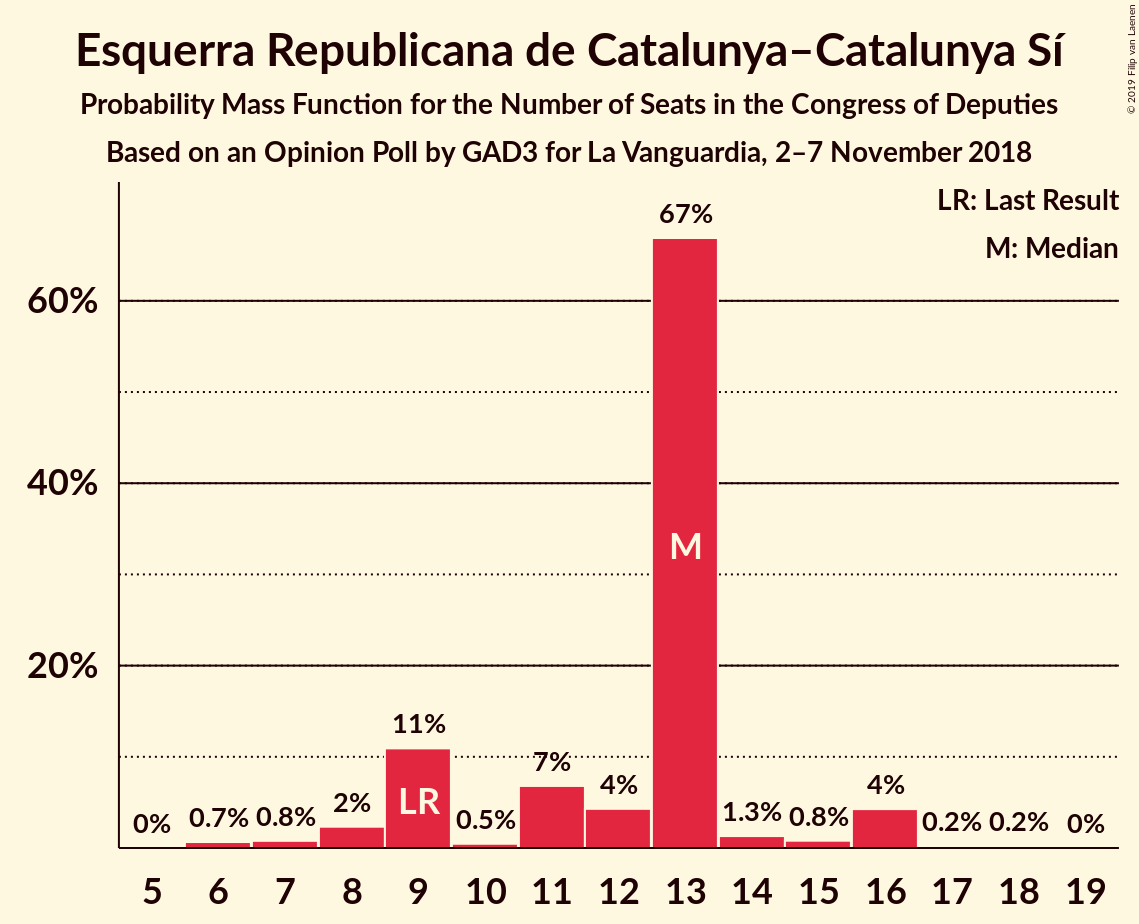 Esquerra Republicana de Catalunya–Catalunya Sí
Probability Mass Function for the Number of Seats in the Congress of Deputies
Based on an Opinion Poll by GAD3 for La Vanguardia, 2–7 November 2018
© 2019 Filip van Laenen
LR: Last Result
M: Median
60%
40%
20%
0% 0.7% 0.8% 2% 11% 0.5% 7% 4% 67% 1.3% 0.8% 4% 0.2% 0.2% 0%
LR
M
5 6 7 8 9 10 11 12 13 14 15 16 17 18 19